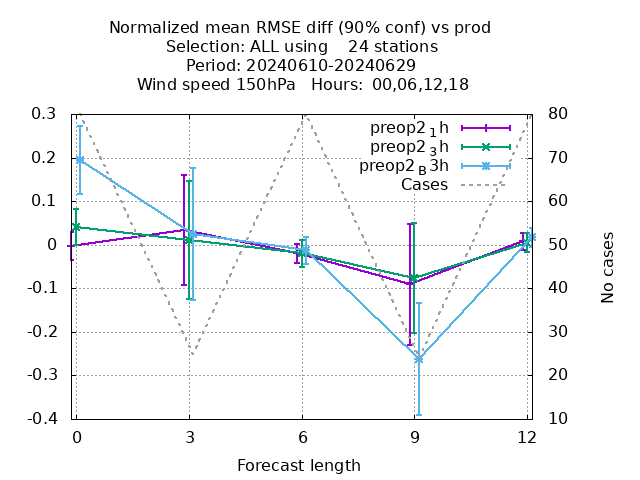 Normalized mean RMSE diff (90% conf) vs prod
Selection: ALL using    24 stations
Period: 20240610-20240629
Wind speed 150hPa   Hours:  00,06,12,18
0.3
0.2
0.1
0
-0.1
-0.2
-0.3
-0.4
80
70
60
50
40
30
20
10
preop2 1h
preop2 3h
preop2 B3h
Cases
No cases
0
3
6
9
12
Forecast length